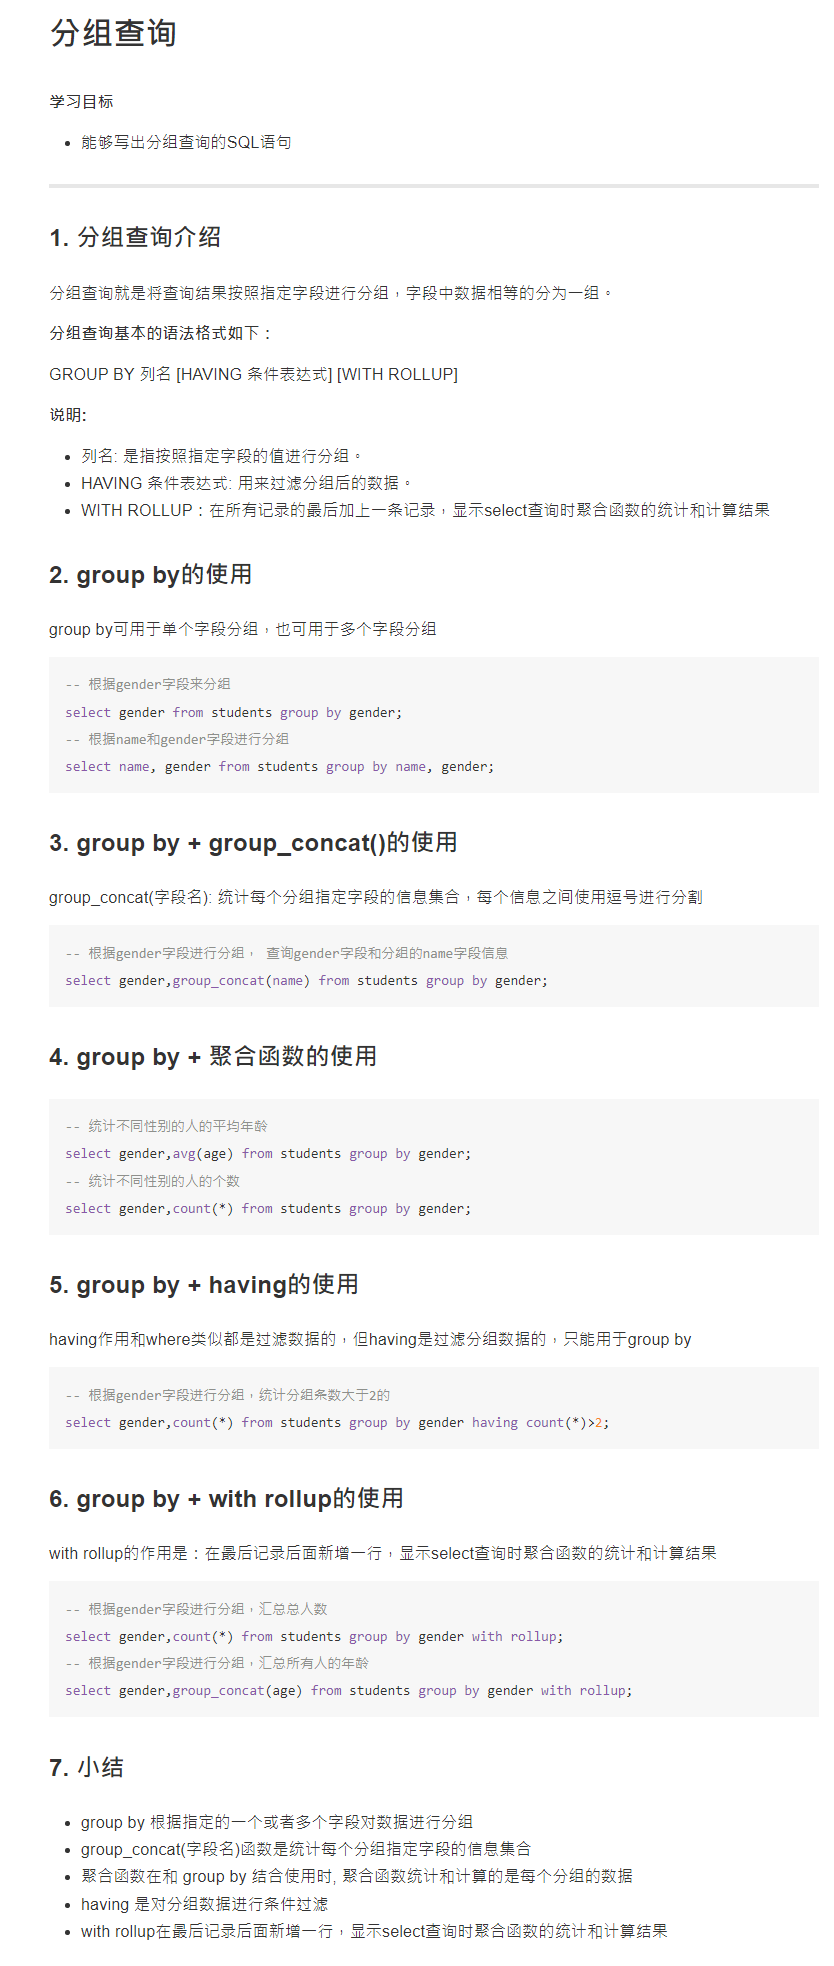 分组查询
学习目标
能够写出分组查询的SQL语句
1. 分组查询介绍
分组查询就是将查询结果按照指定字段进行分组，字段中数据相等的分为一组。
分组查询基本的语法格式如下：
GROUP BY 列名 [HAVING 条件表达式] [WITH ROLLUP]
说明:
列名: 是指按照指定字段的值进行分组。
HAVING 条件表达式: 用来过滤分组后的数据。
WITH ROLLUP：在所有记录的最后加上一条记录，显示select查询时聚合函数的统计和计算结果
2. group by的使用
group by可用于单个字段分组，也可用于多个字段分组
-- 根据gender字段来分组
select gender from students group by gender;
-- 根据name和gender字段进行分组
select name, gender from students group by name, gender;
3. group by + group_concat()的使用
group_concat(字段名): 统计每个分组指定字段的信息集合，每个信息之间使用逗号进行分割
-- 根据gender字段进行分组， 查询gender字段和分组的name字段信息
select gender,group_concat(name) from students group by gender;
4. group by + 聚合函数的使用
-- 统计不同性别的人的平均年龄
select gender,avg(age) from students group by gender;
-- 统计不同性别的人的个数
select gender,count(*) from students group by gender;
5. group by + having的使用
having作用和where类似都是过滤数据的，但having是过滤分组数据的，只能用于group by
-- 根据gender字段进行分组，统计分组条数大于2的
select gender,count(*) from students group by gender having count(*)>2;
6. group by + with rollup的使用
with rollup的作用是：在最后记录后面新增一行，显示select查询时聚合函数的统计和计算结果
-- 根据gender字段进行分组，汇总总人数
select gender,count(*) from students group by gender with rollup;
-- 根据gender字段进行分组，汇总所有人的年龄
select gender,group_concat(age) from students group by gender with rollup;
7. 小结
group by 根据指定的一个或者多个字段对数据进行分组
group_concat(字段名)函数是统计每个分组指定字段的信息集合
聚合函数在和 group by 结合使用时, 聚合函数统计和计算的是每个分组的数据
having 是对分组数据进行条件过滤
with rollup在最后记录后面新增一行，显示select查询时聚合函数的统计和计算结果